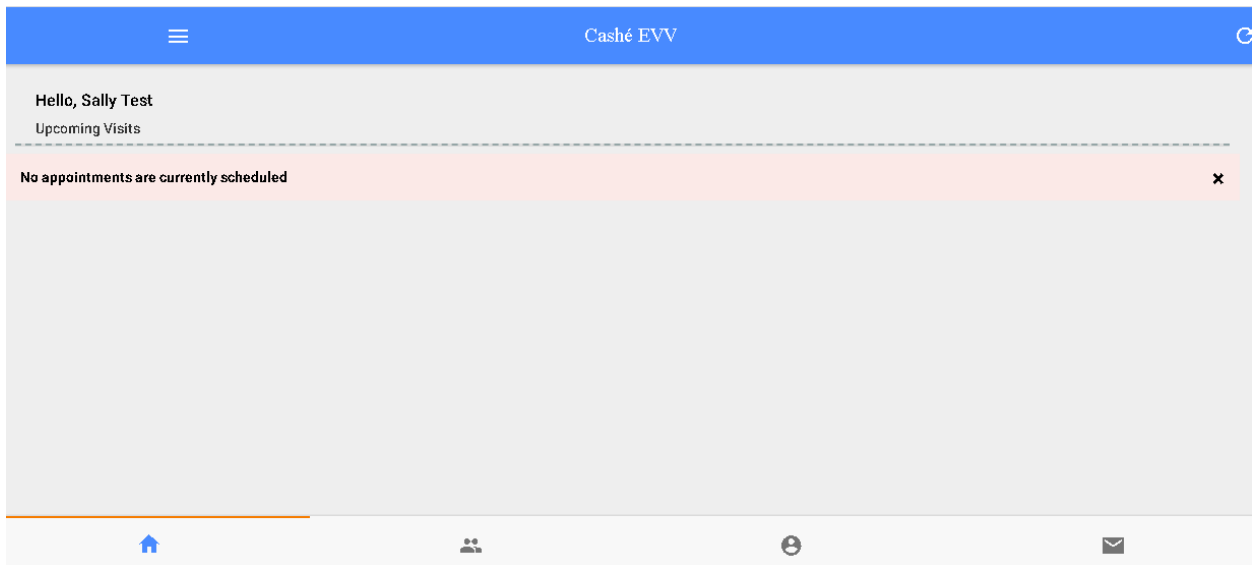 Cashé EVV
Hello, Sally Test
Upcoming Visits
No appointments are currently scheduled